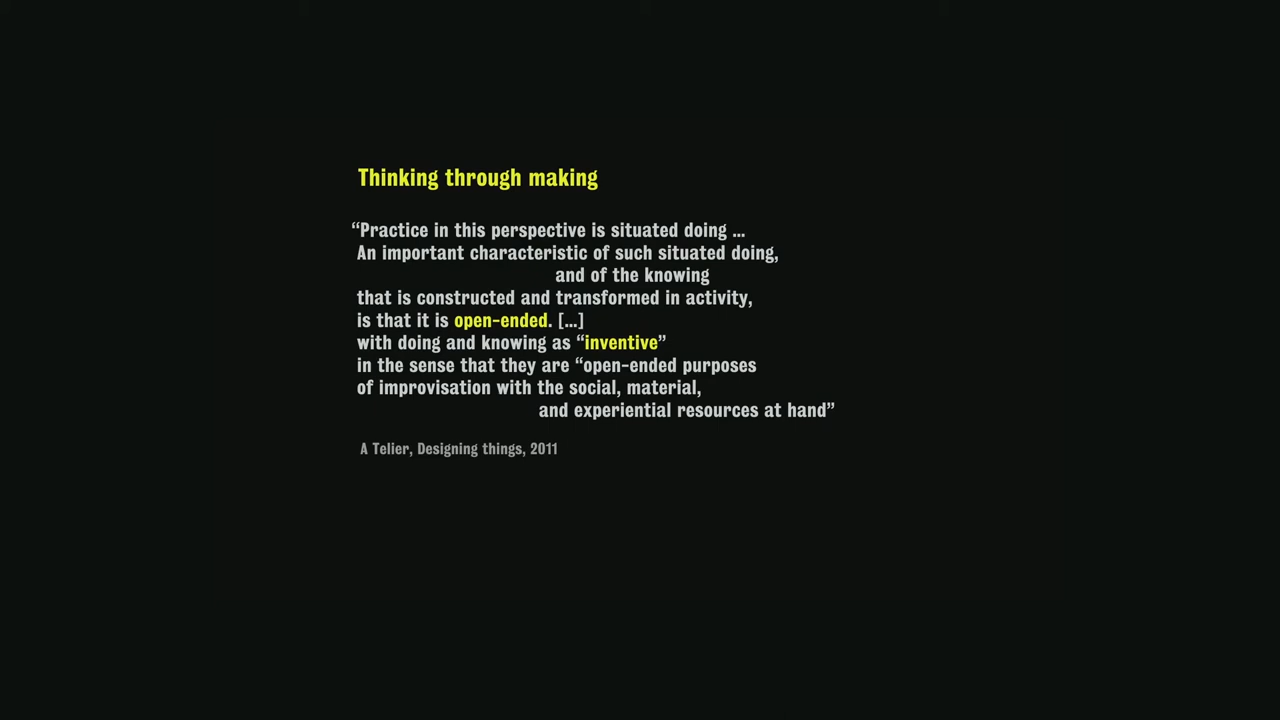 Thinking through making
“Practice in this perspective is situated doing ...
An important characteristic of such situated doing,
and of the knowing
that is constructed and transformed in activity,
is that it is open-ended. [...]
with doing and knowing as “inventive”
in the sense that they are “open-ended purposes
of improvisation with the social, material,
and experiential resources at hand”
A Telier, Designing things, 2011